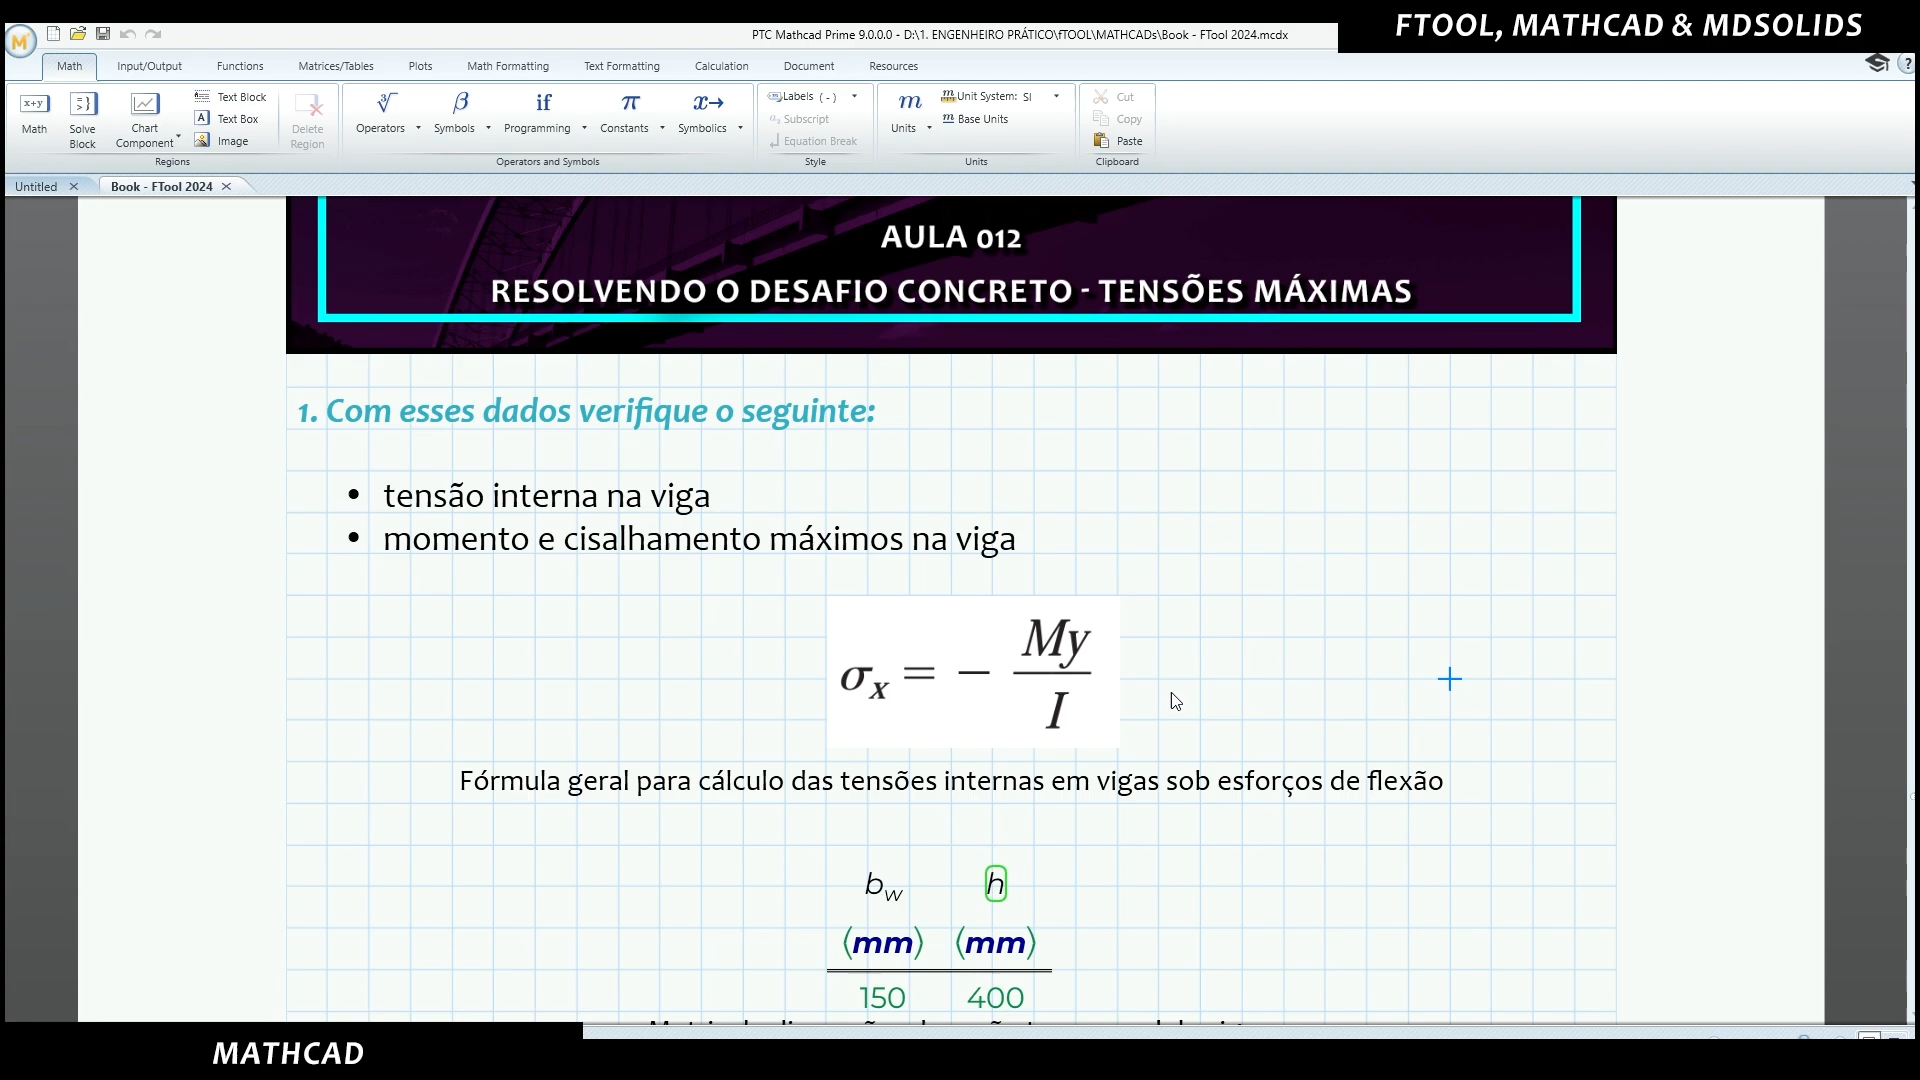 FTOOL, MATHCAD & MDSOLIDS
PTC Mathcad Prime 9.0.0.0 - D:\1. ENGENHEIRO PRÁTICO\fTOOL\MATHCADs\Book - FTool 2024.mcdx
Math Input/Output Functions Matrices/Tables Plots Math Formatting Text Formatting Calculation Document Resources
Math
Solve Block
Chart Component
Text Block
Text Box
Image
Delete Region
Regions
Operators
Symbols
if
Programming
π
Constants
Symbolics
Operators and Symbols
Labels ( - )
Subscript
Equation Break
Style
m
Units
Unit System: SI
Base Units
Units
Cut
Copy
Paste
Clipboard
Untitled
Book - FTool 2024
AULA 012
RESOLVENDO O DESAFIO CONCRETO - TENSÕES MÁXIMAS
1. Com esses dados verifique o seguinte:
• tensão interna na viga
• momento e cisalhamento máximos na viga
σx = - My / I
Fórmula geral para cálculo das tensões internas em vigas sob esforços de flexão
bw h
(mm) (mm)
150 400
MATHCAD